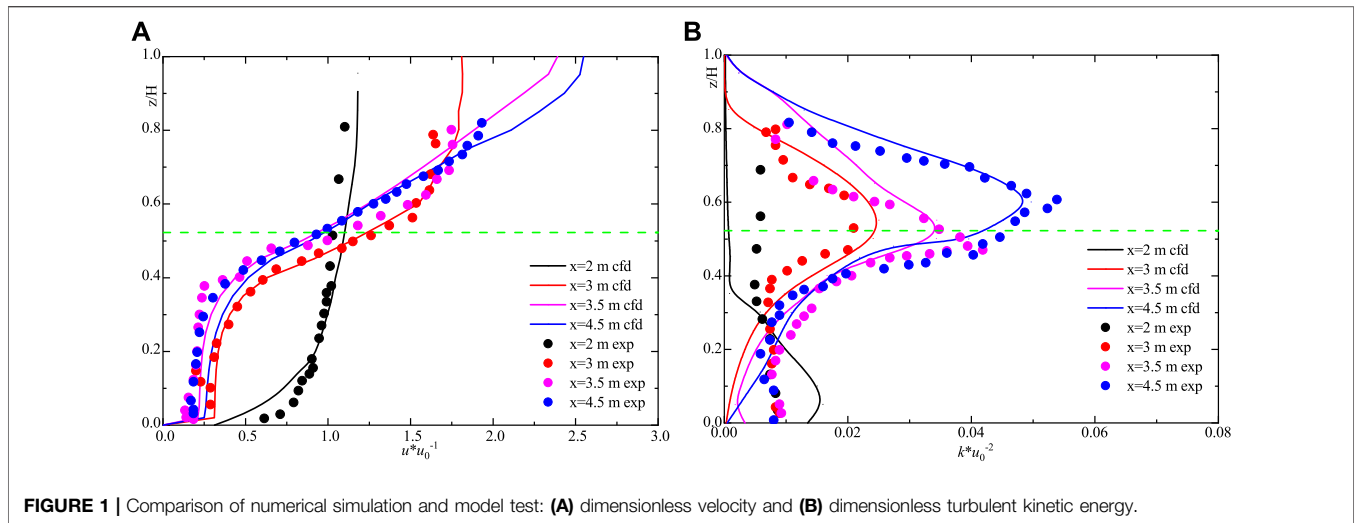 A
1.0
0.8
0.6
0.4
0.2
0.0
z/H
0.0 0.5 1.0 1.5 2.0 2.5 3.0
u*u₀⁻¹
x=2 m cfd
x=3 m cfd
x=3.5 m cfd
x=4.5 m cfd
x=2 m exp
x=3 m exp
x=3.5 m exp
x=4.5 m exp
B
1.0
0.8
0.6
0.4
0.2
0.0
z/H
0.00 0.02 0.04 0.06 0.08
k*u₀⁻²
x=2 m cfd
x=3 m cfd
x=3.5 m cfd
x=4.5 m cfd
x=2 m exp
x=3 m exp
x=3.5 m exp
x=4.5 m exp
FIGURE 1 | Comparison of numerical simulation and model test: (A) dimensionless velocity and (B) dimensionless turbulent kinetic energy.